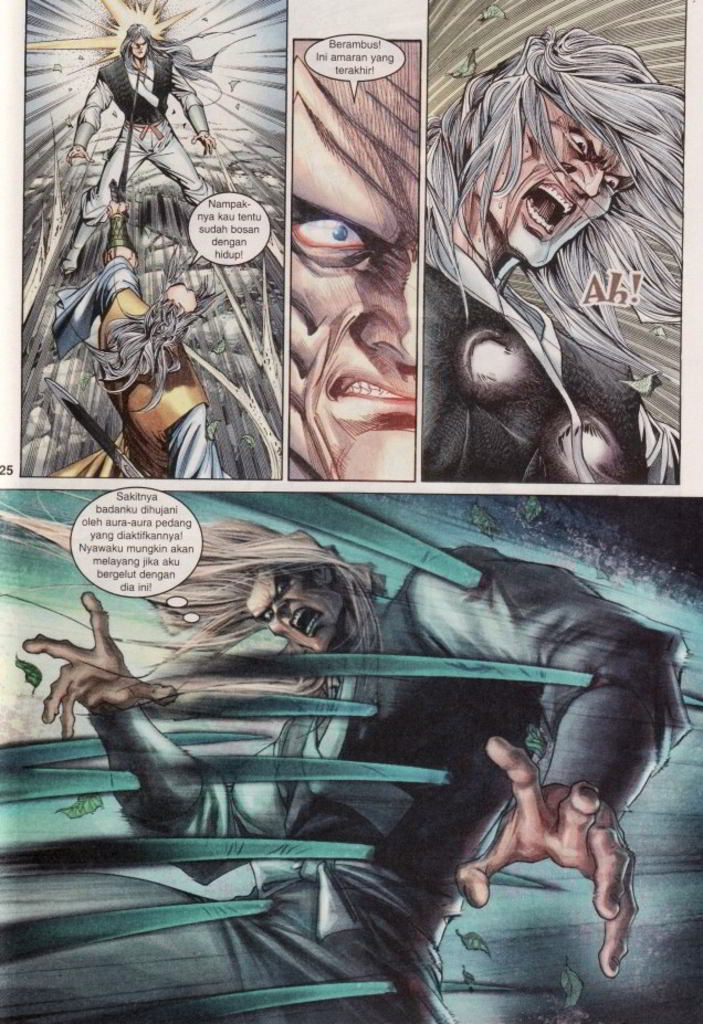 Nampak-
nya kau tentu
sudah bosan
dengan
hidup!
Berambus!
Ini amaran yang
terakhir!
Ah!
25
Sakitnya
badanku dihujani
oleh aura-aura pedang
yang diaktifkannya!
Nyawaku mungkin akan
melayang jika aku
bergelut dengan
dia ini!